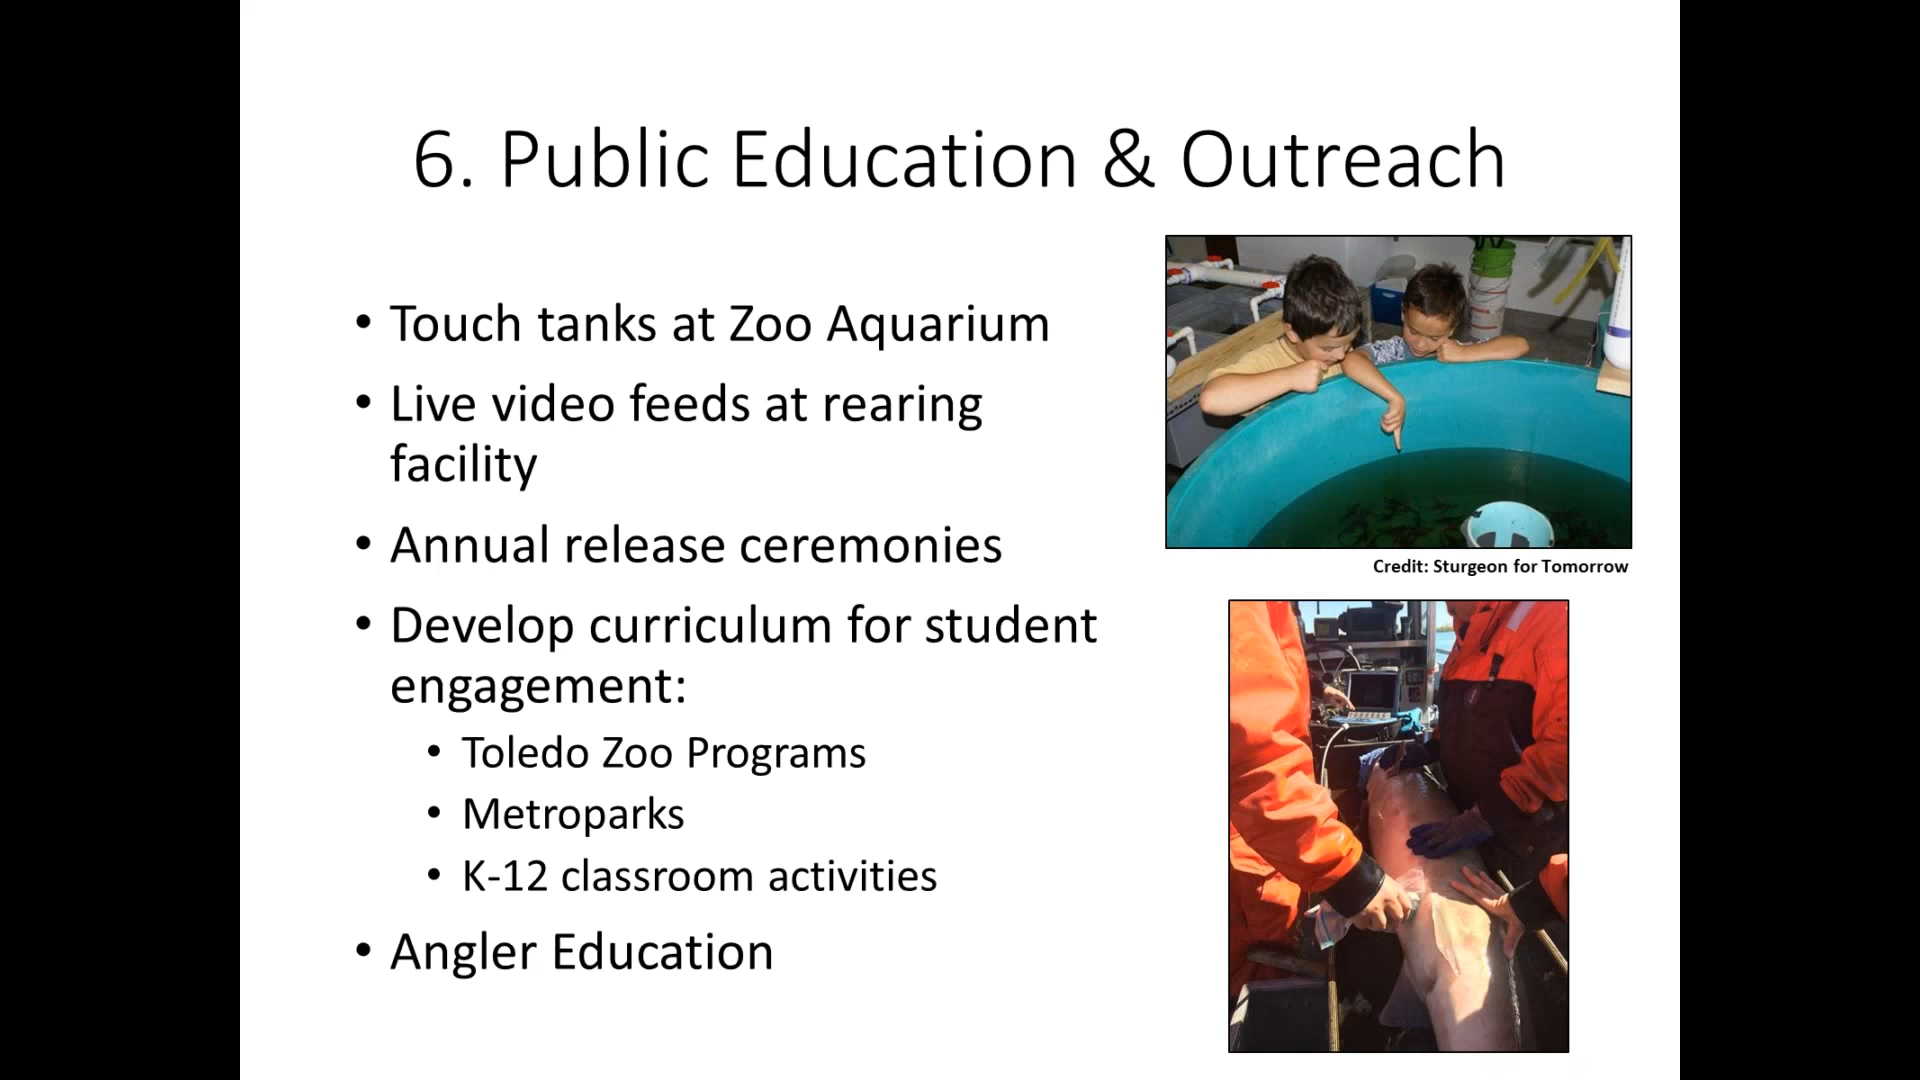 6. Public Education & Outreach
• Touch tanks at Zoo Aquarium
• Live video feeds at rearing
facility
• Annual release ceremonies
• Develop curriculum for student
engagement:
• Toledo Zoo Programs
• Metroparks
• K-12 classroom activities
• Angler Education
Credit: Sturgeon for Tomorrow